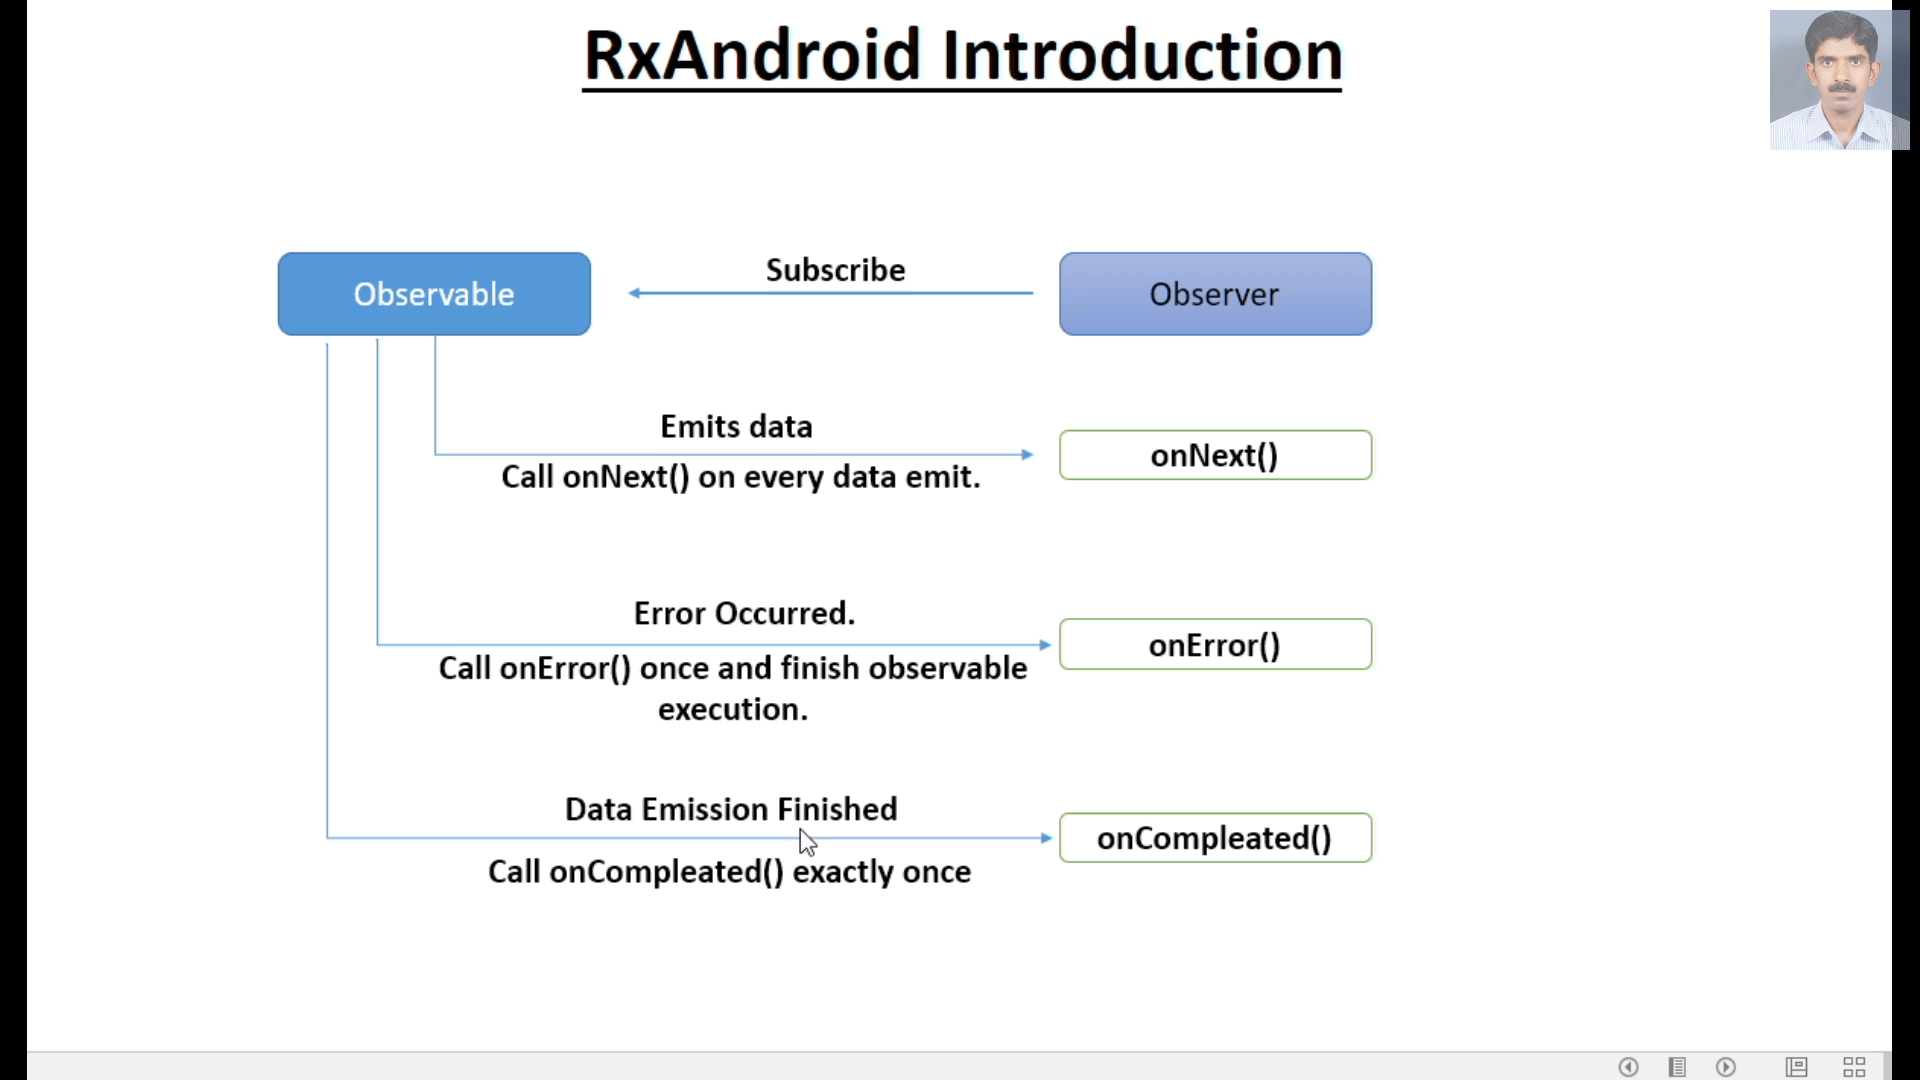 RxAndroid Introduction
Observable
Subscribe
Observer
Emits data
Call onNext() on every data emit.
onNext()
Error Occurred.
Call onError() once and finish observable
execution.
onError()
Data Emission Finished
Call onCompleated() exactly once
onCompleated()